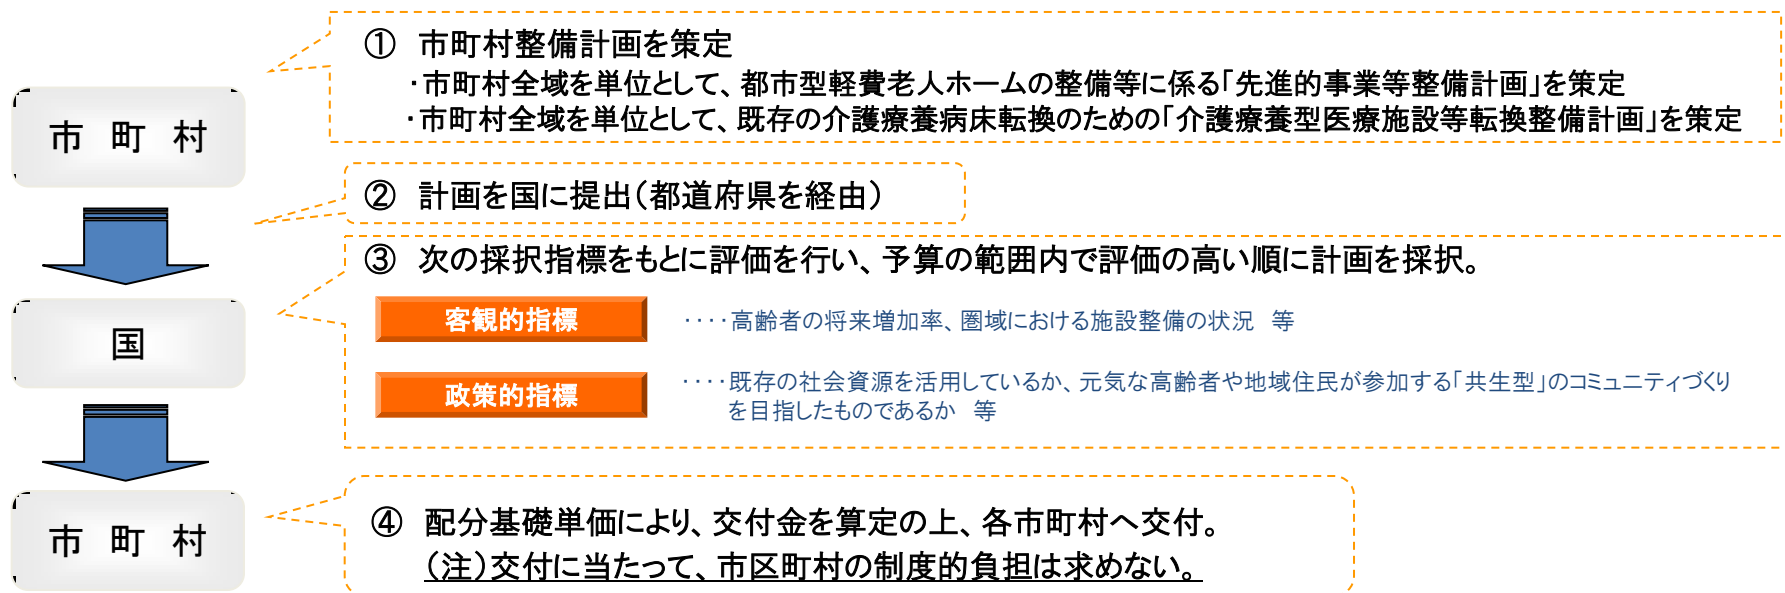 ① 市町村整備計画を策定
・市町村全域を単位として、都市型軽費老人ホームの整備等に係る「先進的事業等整備計画」を策定
・市町村全域を単位として、既存の介護療養病床転換のための「介護療養型医療施設等転換整備計画」を策定
市 町 村
② 計画を国に提出(都道府県を経由)
③ 次の採択指標をもとに評価を行い、予算の範囲内で評価の高い順に計画を採択。
国
客観的指標 ････高齢者の将来増加率、圏域における施設整備の状況 等
政策的指標 ････既存の社会資源を活用しているか、元気な高齢者や地域住民が参加する「共生型」のコミュニティづくり
を目指したものであるか 等
市 町 村
④ 配分基礎単価により、交付金を算定の上、各市町村へ交付。
(注)交付に当たって、市区町村の制度的負担は求めない。